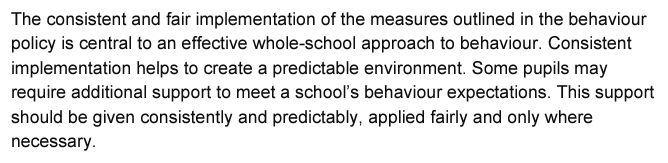 The consistent and fair implementation of the measures outlined in the behaviour
policy is central to an effective whole-school approach to behaviour. Consistent
implementation helps to create a predictable environment. Some pupils may
require additional support to meet a school’s behaviour expectations. This support
should be given consistently and predictably, applied fairly and only where
necessary.